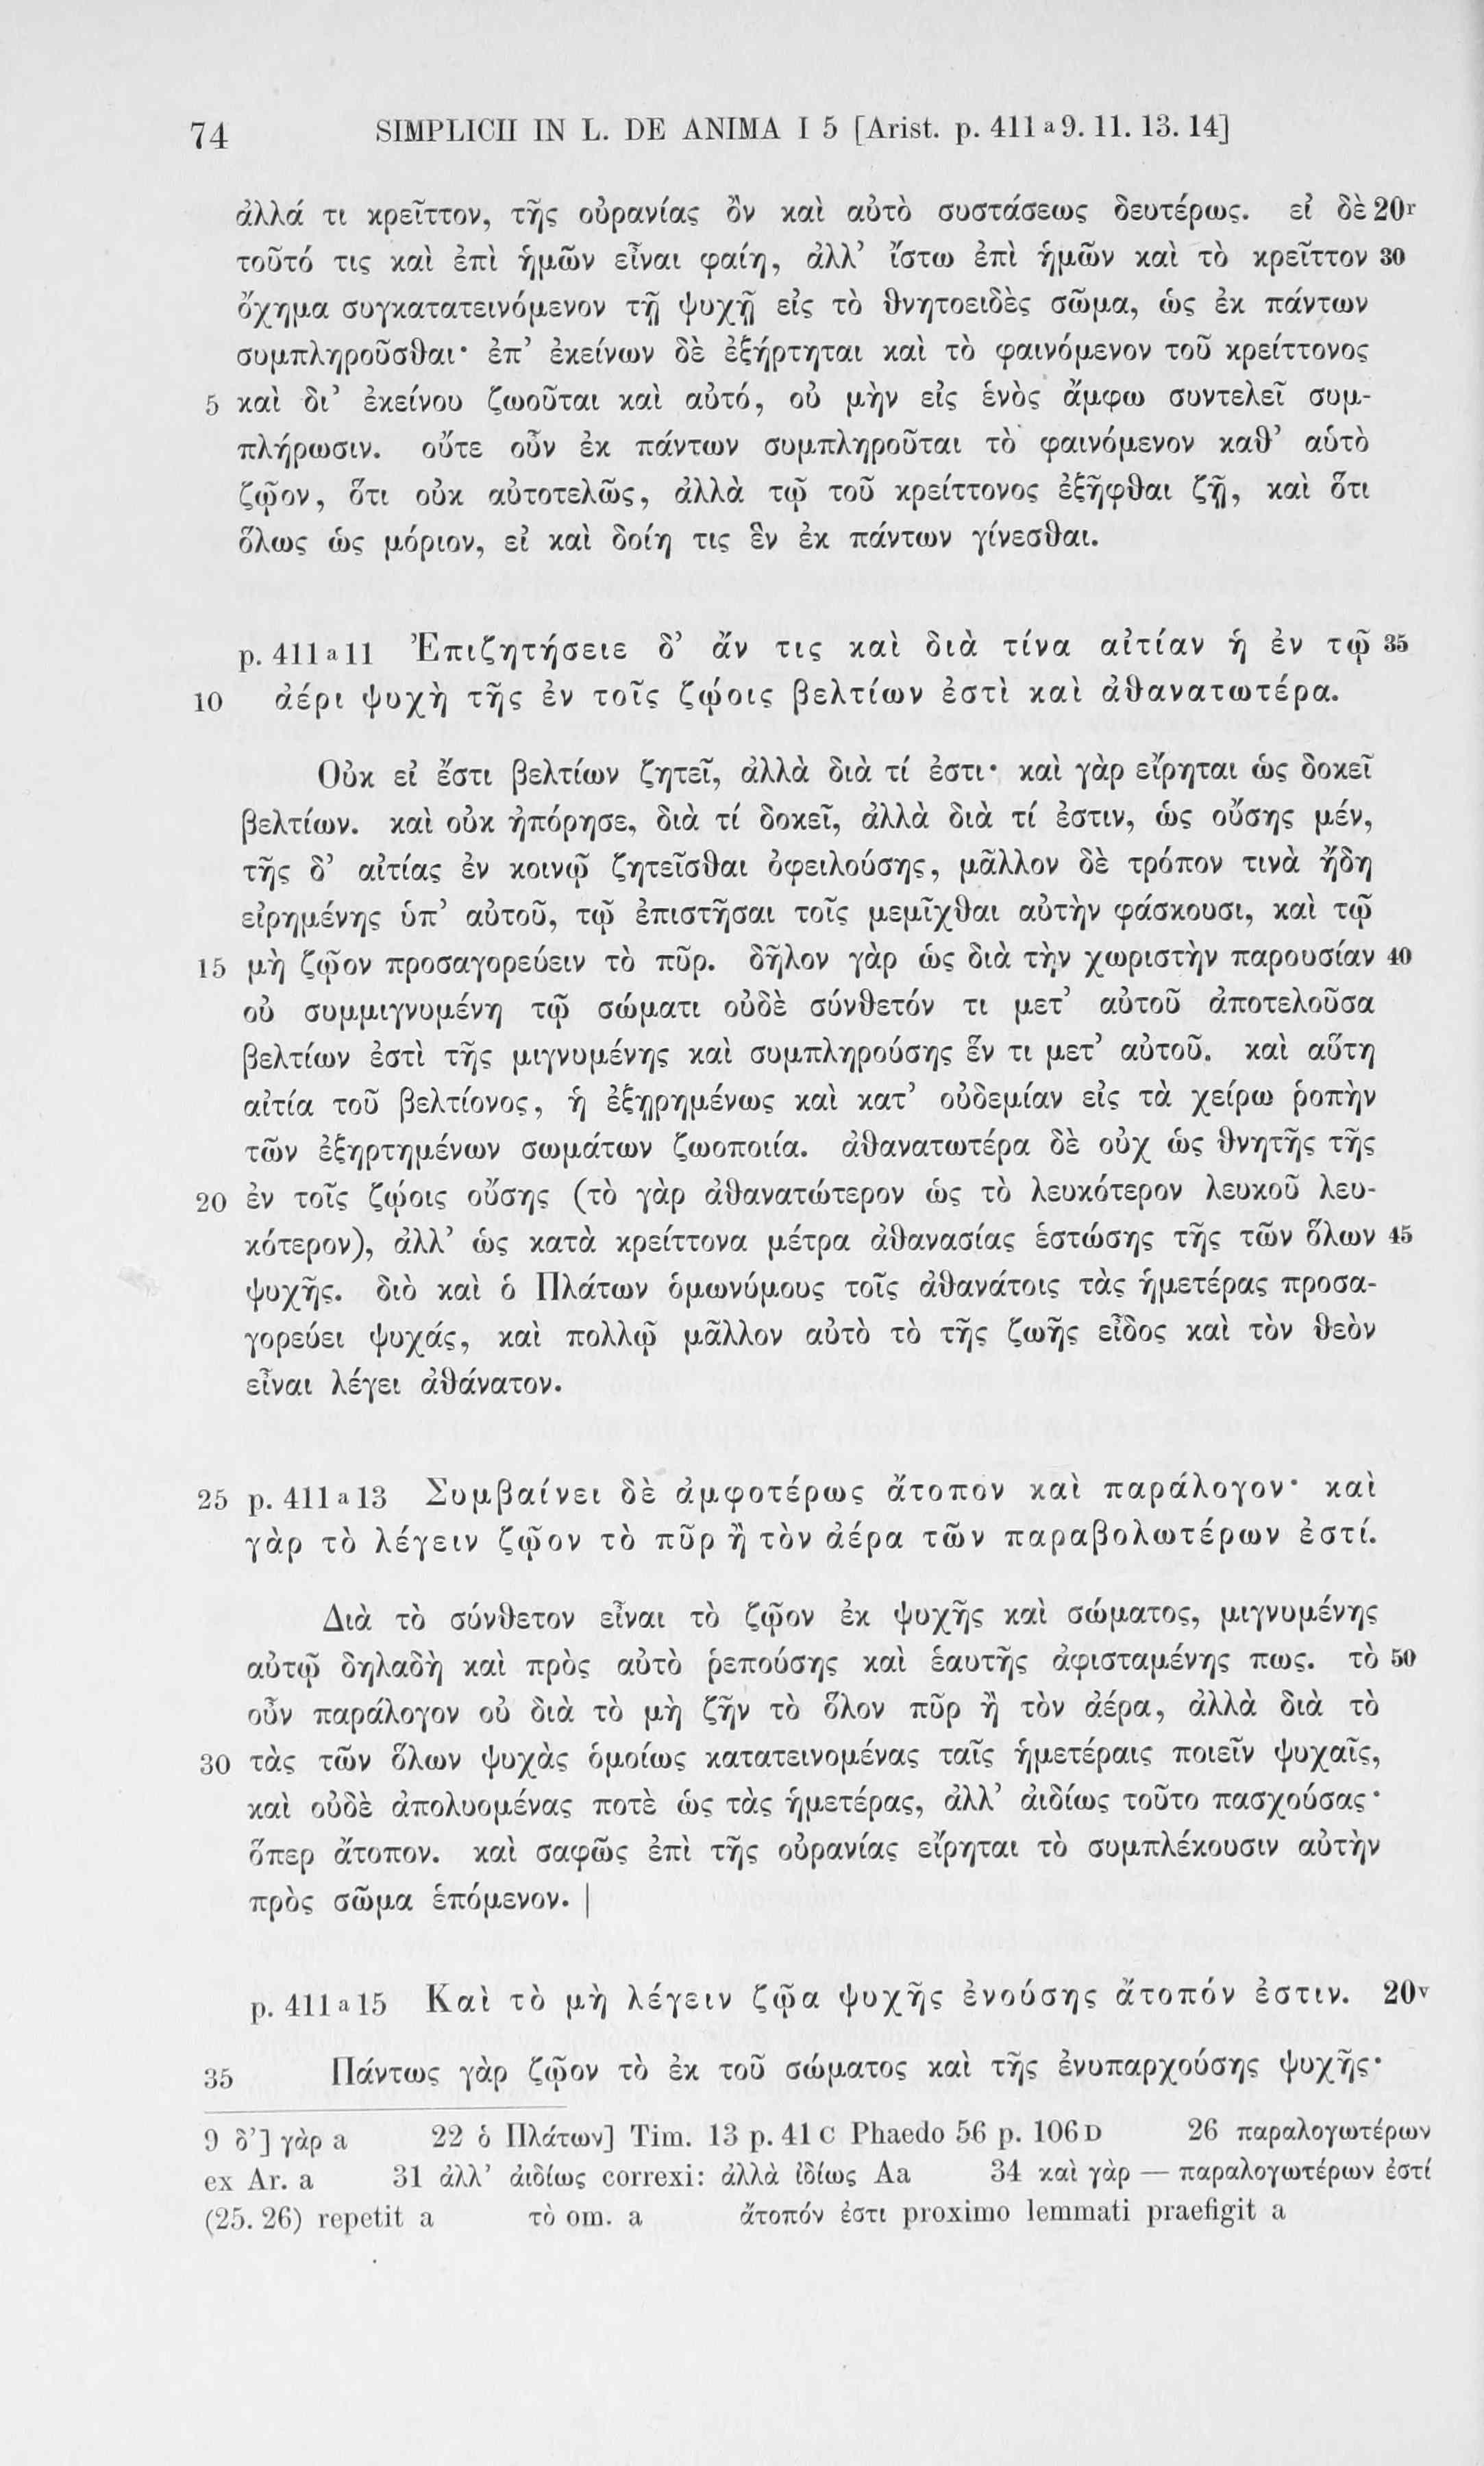 74 SIMPLICII IN L. DE ANIMA I 5 [Arist. p. 411 a 9. 11. 13. 14]
ἀλλά τι κρεῖττον, τῆς οὐρανίας ὂν καὶ αὐτὸ συστάσεως δευτέρως. εἰ δὲ 20r
τοῦτό τις καὶ ἐπὶ ἡμῶν εἶναι φαίη, ἀλλ’ ἴστω ἐπὶ ἡμῶν καὶ τὸ κρεῖττον 30
ὄχημα συγκατατεινόμενον τῇ ψυχῇ εἰς τὸ θνητοειδὲς σῶμα, ὡς ἐκ πάντων
συμπληροῦσθαι· ἐπ’ ἐκείνων δὲ ἐξήρτηται καὶ τὸ φαινόμενον τοῦ κρείττονος
5 καὶ δι’ ἐκείνου ζωοῦται καὶ αὐτό, οὐ μὴν εἰς ἑνὸς ἄμφω συντελεῖ συμ-
πλήρωσιν. οὔτε οὖν ἐκ πάντων συμπληροῦται τὸ φαινόμενον καθ’ αὑτὸ
ζῷον, ὅτι οὐκ αὐτοτελῶς, ἀλλὰ τῷ τοῦ κρείττονος ἐξῆφθαι ζῇ, καὶ ὅτι
ὅλως ὡς μόριον, εἰ καὶ δοίη τις ἓν ἐκ πάντων γίνεσθαι.
p. 411 a 11 Ἐπιζητήσειε δ’ ἄν τις καὶ διὰ τίνα αἰτίαν ἡ ἐν τῷ 35
10 ἀέρι ψυχὴ τῆς ἐν τοῖς ζῴοις βελτίων ἐστὶ καὶ ἀθανατωτέρα.
Οὐκ εἰ ἔστι βελτίων ζητεῖ, ἀλλὰ διὰ τί ἐστι· καὶ γὰρ εἴρηται ὡς δοκεῖ
βελτίων. καὶ οὐκ ἠπόρησε, διὰ τί δοκεῖ, ἀλλὰ διὰ τί ἐστιν, ὡς οὔσης μέν,
τῆς δ’ αἰτίας ἐν κοινῷ ζητεῖσθαι ὀφειλούσης, μᾶλλον δὲ τρόπον τινὰ ἤδη
εἰρημένης ὑπ’ αὐτοῦ, τῷ ἐπιστῆσαι τοῖς μεμῖχθαι αὐτὴν φάσκουσι, καὶ τῷ
15 μὴ ζῷον προσαγορεύειν τὸ πῦρ. δῆλον γὰρ ὡς διὰ τὴν χωριστὴν παρουσίαν 40
οὐ συμμιγνυμένη τῷ σώματι οὐδὲ σύνθετόν τι μετ’ αὐτοῦ ἀποτελοῦσα
βελτίων ἐστὶ τῆς μιγνυμένης καὶ συμπληρούσης ἕν τι μετ’ αὐτοῦ. καὶ αὕτη
αἰτία τοῦ βελτίονος, ἡ ἐξῃρημένως καὶ κατ’ οὐδεμίαν εἰς τὰ χείρω ῥοπὴν
τῶν ἐξηρτημένων σωμάτων ζωοποιία. ἀθανατωτέρα δὲ οὐχ ὡς θνητῆς τῆς
20 ἐν τοῖς ζῴοις οὔσης (τὸ γὰρ ἀθανατώτερον ὡς τὸ λευκότερον λευκοῦ λευ-
κότερον), ἀλλ’ ὡς κατὰ κρείττονα μέτρα ἀθανασίας ἑστώσης τῆς τῶν ὅλων 45
ψυχῆς. διὸ καὶ ὁ Πλάτων ὁμωνύμους τοῖς ἀθανάτοις τὰς ἡμετέρας προσα-
γορεύει ψυχάς, καὶ πολλῷ μᾶλλον αὐτὸ τὸ τῆς ζωῆς εἶδος καὶ τὸν θεὸν
εἶναι λέγει ἀθάνατον.
25 p. 411 a 13 Συμβαίνει δὲ ἀμφοτέρως ἄτοπον καὶ παράλογον· καὶ
γὰρ τὸ λέγειν ζῷον τὸ πῦρ ἢ τὸν ἀέρα τῶν παραβολωτέρων ἐστί.
Διὰ τὸ σύνθετον εἶναι τὸ ζῷον ἐκ ψυχῆς καὶ σώματος, μιγνυμένης
αὐτῷ δηλαδὴ καὶ πρὸς αὐτὸ ῥεπούσης καὶ ἑαυτῆς ἀφισταμένης πως. τὸ 50
οὖν παράλογον οὐ διὰ τὸ μὴ ζῆν τὸ ὅλον πῦρ ἢ τὸν ἀέρα, ἀλλὰ διὰ τὸ
30 τὰς τῶν ὅλων ψυχὰς ὁμοίως κατατεινομένας ταῖς ἡμετέραις ποιεῖν ψυχαῖς,
καὶ οὐδὲ ἀπολυομένας ποτὲ ὡς τὰς ἡμετέρας, ἀλλ’ ἀιδίως τοῦτο πασχούσας·
ὅπερ ἄτοπον. καὶ σαφῶς ἐπὶ τῆς οὐρανίας εἴρηται τὸ συμπλέκουσιν αὐτὴν
πρὸς σῶμα ἑπόμενον. |
p. 411 a 15 Καὶ τὸ μὴ λέγειν ζῷα ψυχῆς ἐνούσης ἄτοπόν ἐστιν. 20v
35 Πάντως γὰρ ζῷον τὸ ἐκ τοῦ σώματος καὶ τῆς ἐνυπαρχούσης ψυχῆς·
9 δ’] γὰρ a 22 ὁ Πλάτων] Tim. 13 p. 41 C Phaedo 56 p. 106 D 26 παραλογωτέρων
ex Ar. a 31 ἀλλ’ ἀιδίως correxi: ἀλλὰ ἰδίως Aa 34 καὶ γὰρ — παραλογωτέρων ἐστί
(25. 26) repetit a τὸ om. a ἄτοπόν ἐστι proximo lemmati praefigit a